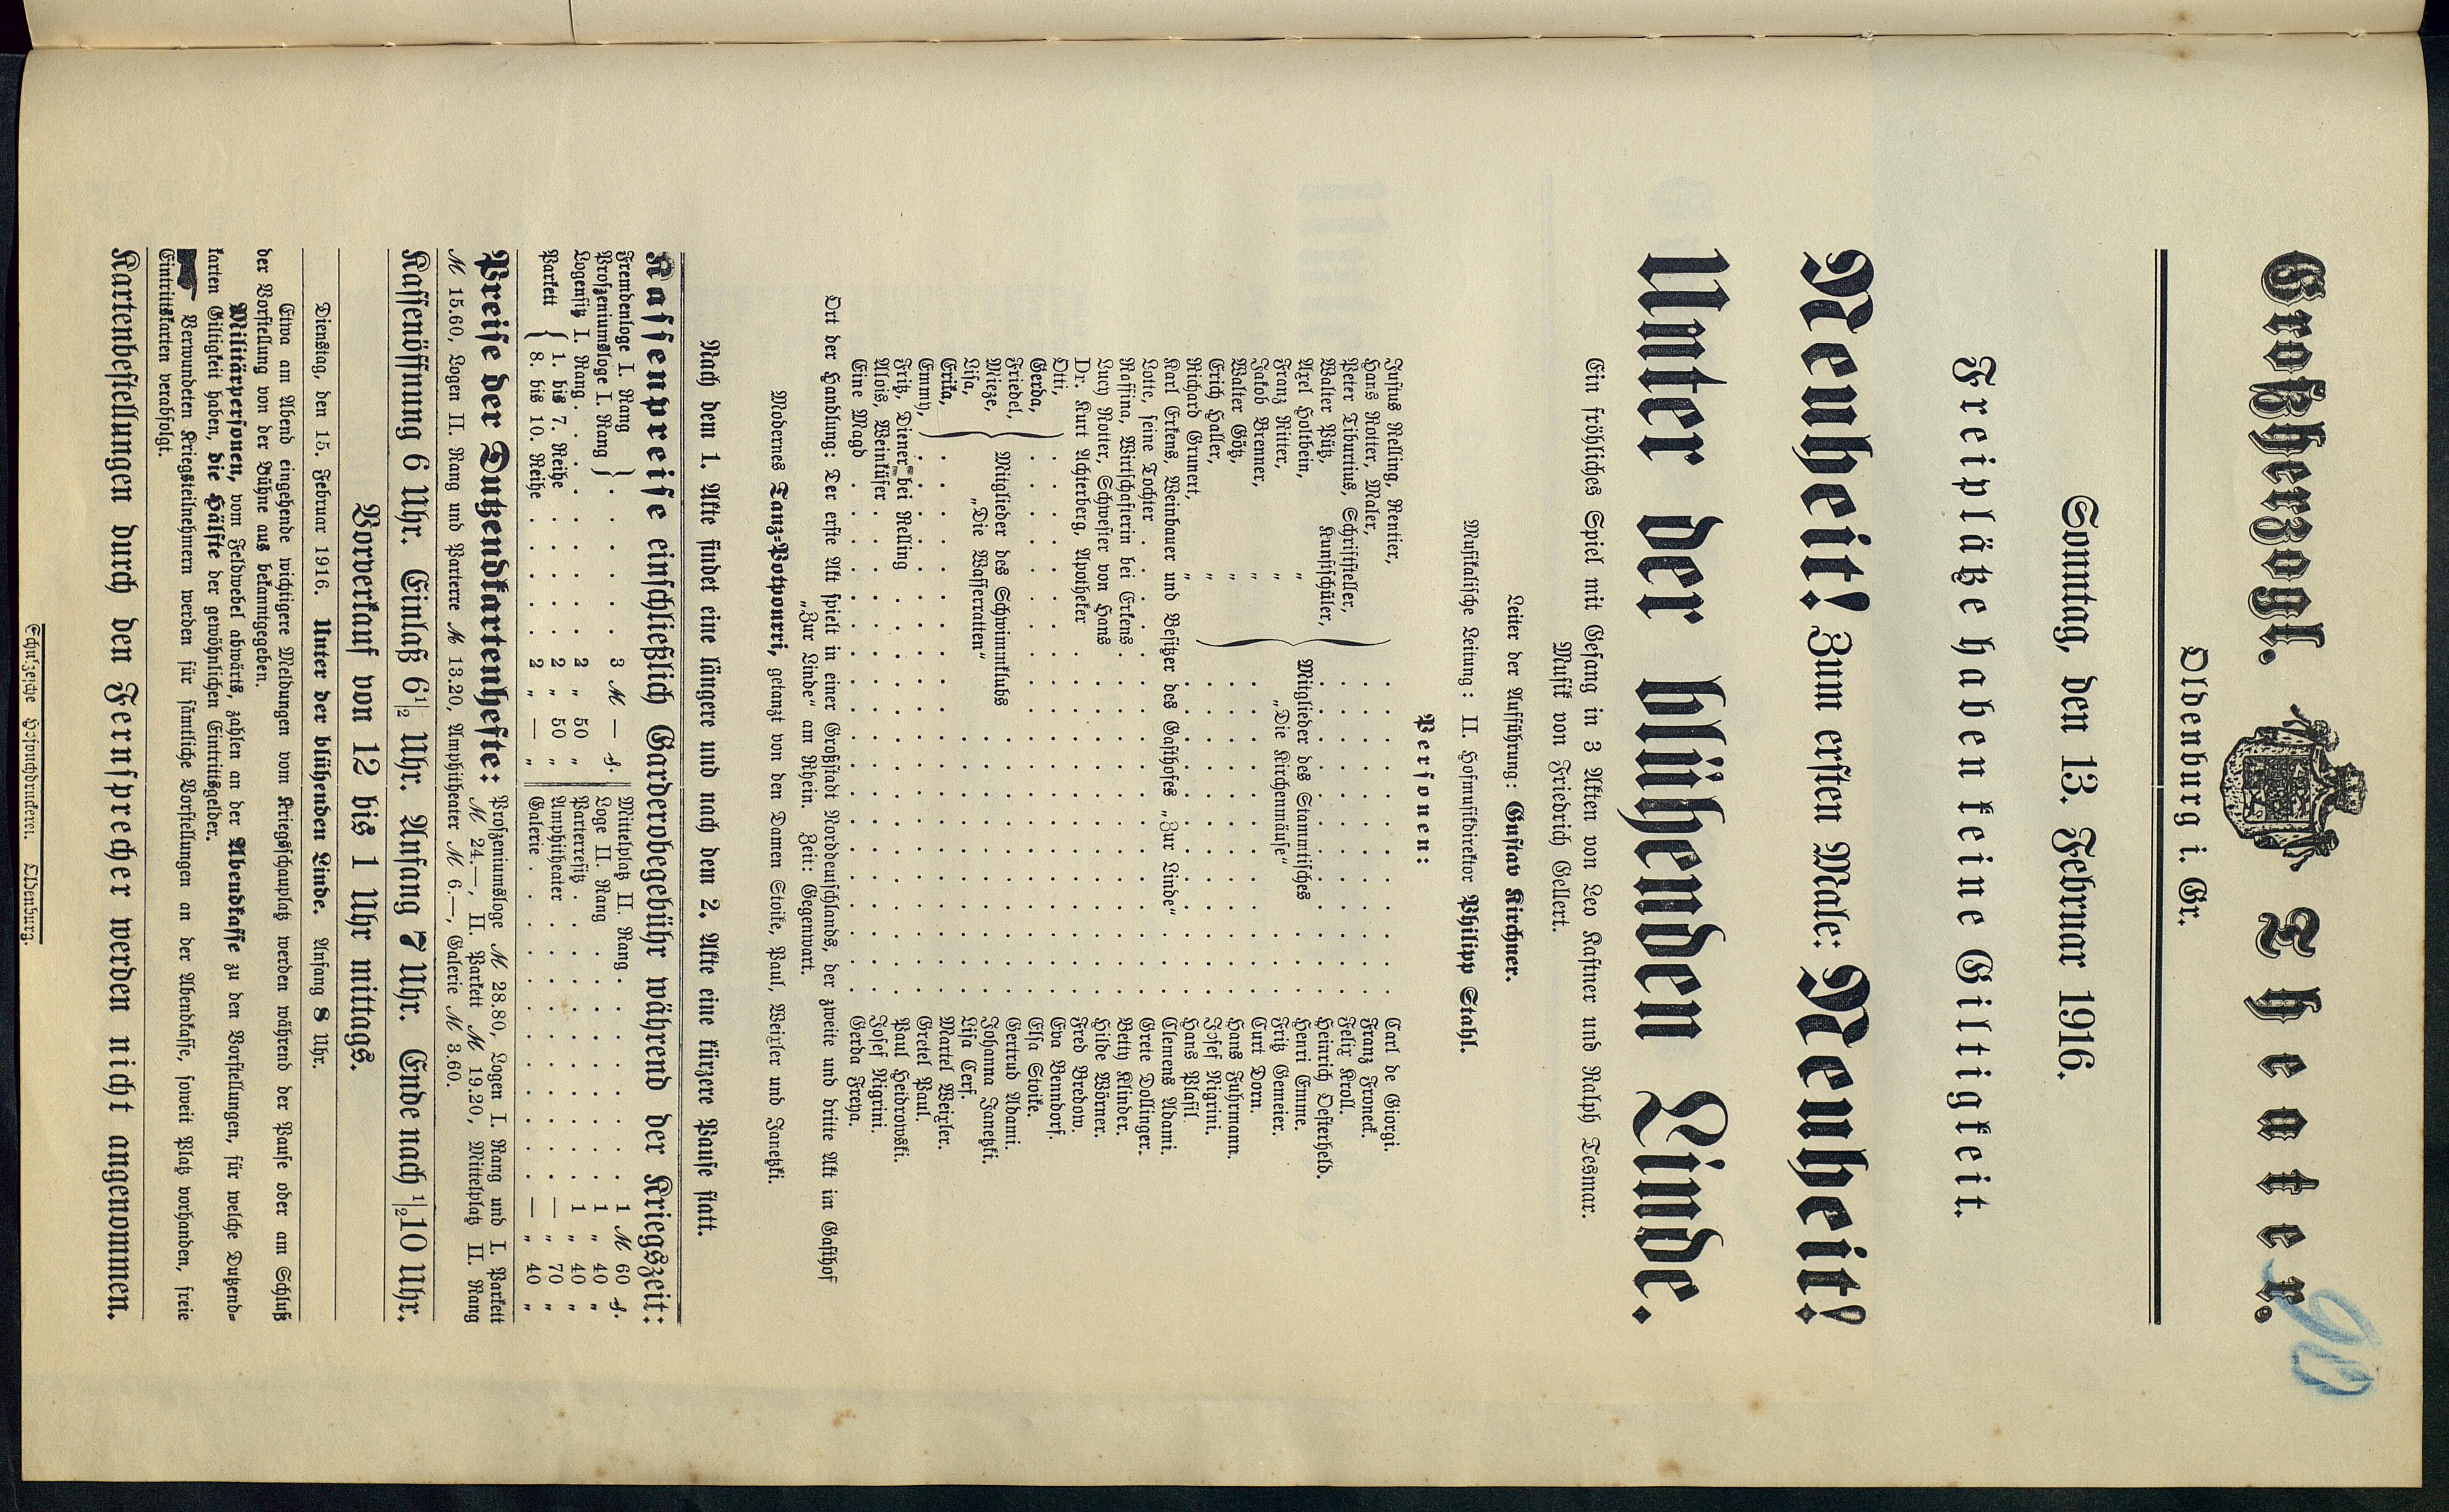 90
Großherzogl. Theater.
Oldenburg i. Gr.
Sonntag, den 13. Februar 1916.
Freiplätze haben keine Giltigkeit.
Neuheit! Zum ersten Male: Neuheit!
Unter der blühenden Linde.
Ein fröhliches Spiel mit Gesang in 3 Akten von Leo Kastner und Ralph Tesmar.
Musik von Friedrich Gellert.
Leiter der Aufführung: Gustav Kirchner.
Musikalische Leitung: II. Hofmusikdirektor Philipp Stahl.
Personen:
Justus Relling, Rentier, . . . Carl de Giorgi.
Hans Rotter, Maler, . . . Franz Froneck.
Peter Tiburtius, Schriftsteller, . . . Felix Kroll.
Walter Pütz, Kunstschüler, . . . Heinrich Oesterheld.
Axel Holtbein, „ Mitglieder des Stammtisches . . . Henri Emme.
Franz Ritter, „ „Die Kirchenmäuse“ . . . Fritz Gemeier.
Jakob Brenner, „ . . . Curt Dorn.
Walter Götz, „ . . . Hans Fuhrmann.
Erich Haller, „ . . . Josef Nigrini.
Richard Grunert, „ . . . Hans Plasil.
Karl Erkens, Weinbauer und Besitzer des Gasthofes „Zur Linde“ . . . Clemens Adami.
Lotte, seine Tochter . . . Grete Dollinger.
Raffina, Wirtschafterin bei Erkens . . . Betty Klinder.
Lucy Rotter, Schwester von Hans . . . Hilde Wörner.
Dr. Kurt Achterberg, Apotheker . . . Fred Bredow.
Otti, . . . Eva Benndorf.
Gerda, . . . Elsa Stoike.
Friedel, . . . Gertrud Adami.
Mieze, Mitglieder des Schwimmklubs . . . Johanna Janetzki.
Lisa, „Die Wasserratten“ . . . Lisa Cerf.
Erika, . . . Martel Weixler.
Emmy, . . . Gretel Paul.
Fritz, Diener bei Relling . . . Paul Heidrowski.
Alois, Weinküfer . . . Josef Nigrini.
Eine Magd . . . Gerda Freya.
Ort der Handlung: Der erste Akt spielt in einer Großstadt Norddeutschlands, der zweite und dritte Akt im Gasthof
„Zur Linde“ am Rhein. Zeit: Gegenwart.
Modernes Tanz-Potpourri, getanzt von den Damen Stoike, Paul, Weixler und Janetzki.
Nach dem 1. Akte findet eine längere und nach dem 2. Akte eine kürzere Pause statt.
Kassenpreise einschließlich Garderobegebühr während der Kriegszeit:
Fremdenloge I. Rang
Proszeniumsloge I. Rang } . . . 3 M — ₰.
Logensitz I. Rang . . . 2 „ 50 „
Parkett { 1. bis 7. Reihe . . . 2 „ 50 „
8. bis 10. Reihe . . . 2 „ — „
Mittelplatz II. Rang . . . 1 M 60 ₰.
Loge II. Rang . . . 1 „ 40 „
Parterresitz . . . 1 „ 40 „
Amphitheater . . . — „ 70 „
Galerie . . . — „ 40 „
Preise der Dutzendkartenhefte: Proszeniumsloge M 28.80, Logen I. Rang und I. Parkett
M 24.—, II. Parkett M 19.20, Mittelplatz II. Rang
M 15.60, Logen II. Rang und Parterre M 13.20, Amphitheater M 6.—, Galerie M 3.60.
Kassenöffnung 6 Uhr. Einlaß 6½ Uhr. Anfang 7 Uhr. Ende nach ½10 Uhr.
Vorverkauf von 12 bis 1 Uhr mittags.
Dienstag, den 15. Februar 1916. Unter der blühenden Linde. Anfang 8 Uhr.
Etwa am Abend eingehende wichtigere Meldungen vom Kriegsschauplatz werden während der Pause oder am Schluß
der Vorstellung von der Bühne aus bekanntgegeben.
Militärpersonen, vom Feldwebel abwärts, zahlen an der Abendkasse zu den Vorstellungen, für welche Dutzend-
karten Giltigkeit haben, die Hälfte der gewöhnlichen Eintrittsgelder.
Verwundeten Kriegsteilnehmern werden für sämtliche Vorstellungen an der Abendkasse, soweit Platz vorhanden, freie
Eintrittskarten verabfolgt.
Kartenbestellungen durch den Fernsprecher werden nicht angenommen.
Schulzesche Hofbuchdruckerei. Oldenburg.